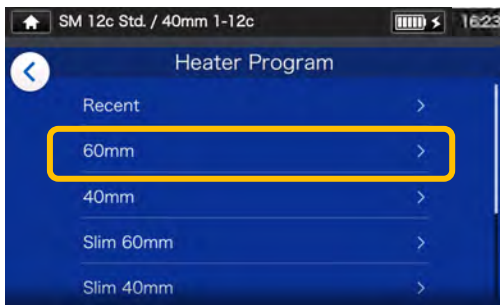 SM 12c Std. / 40mm 1-12c 16:23
Heater Program
Recent
60mm
40mm
Slim 60mm
Slim 40mm